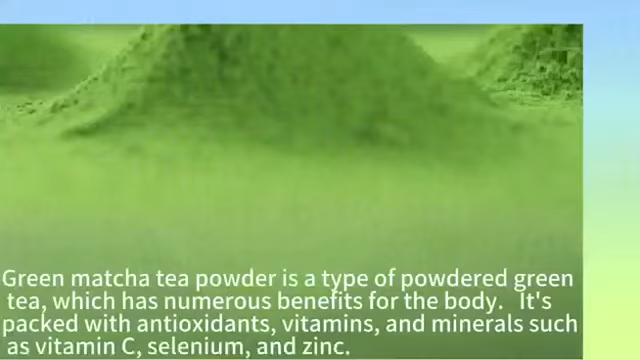 Green matcha tea powder is a type of powdered green
tea, which has numerous benefits for the body. It's
packed with antioxidants, vitamins, and minerals such
as vitamin C, selenium, and zinc.